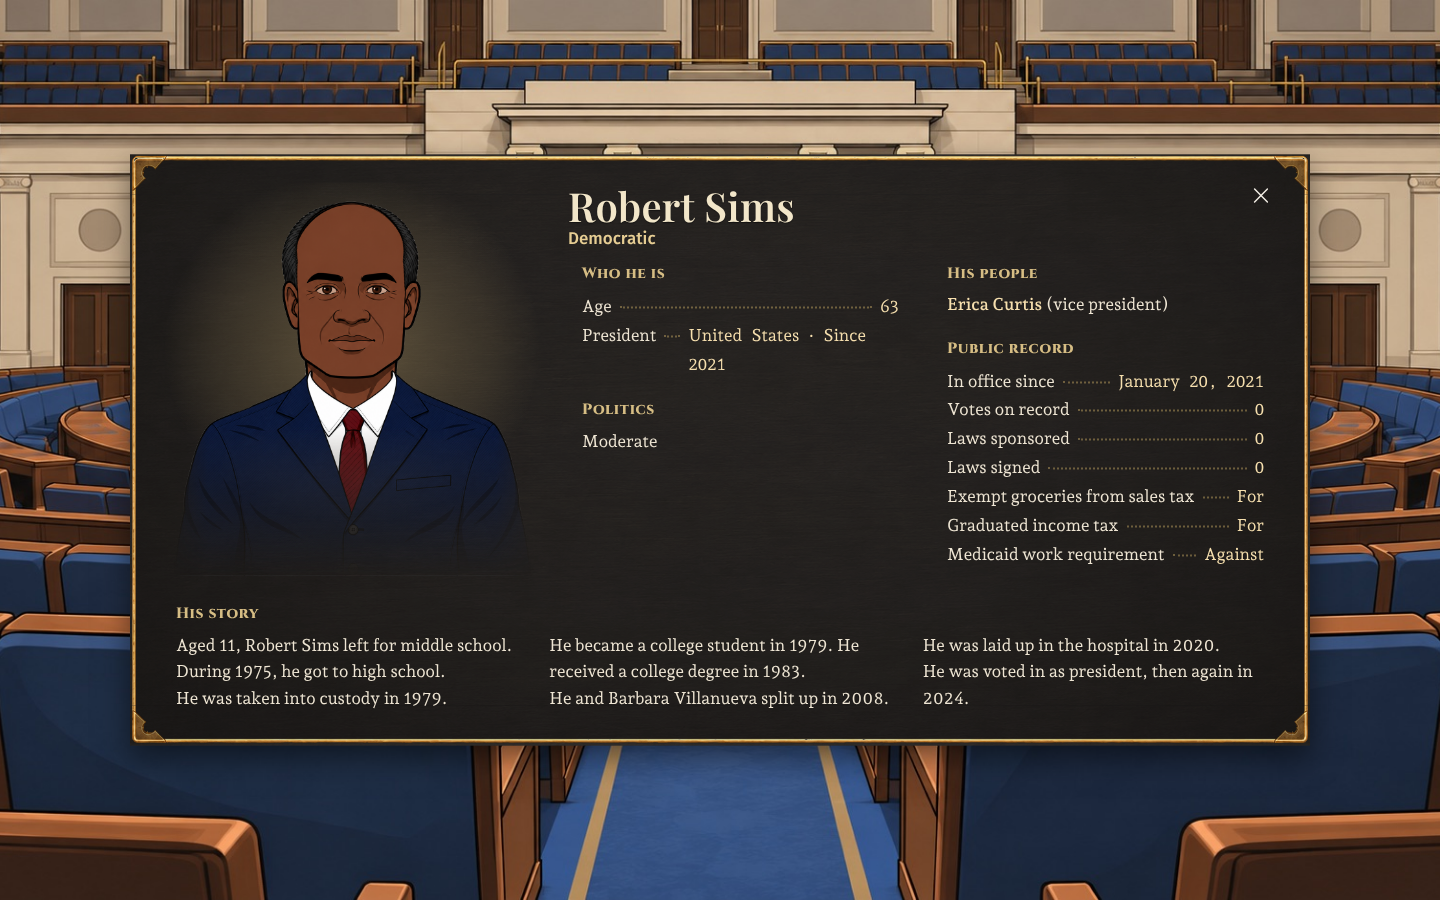 Robert Sims
Democratic
Who he is
Age 63
President United States · Since
2021
Politics
Moderate
His people
Erica Curtis (vice president)
Public record
In office since January 20, 2021
Votes on record 0
Laws sponsored 0
Laws signed 0
Exempt groceries from sales tax For
Graduated income tax For
Medicaid work requirement Against
His story
Aged 11, Robert Sims left for middle school.
During 1975, he got to high school.
He was taken into custody in 1979.
He became a college student in 1979. He
received a college degree in 1983.
He and Barbara Villanueva split up in 2008.
He was laid up in the hospital in 2020.
He was voted in as president, then again in
2024.